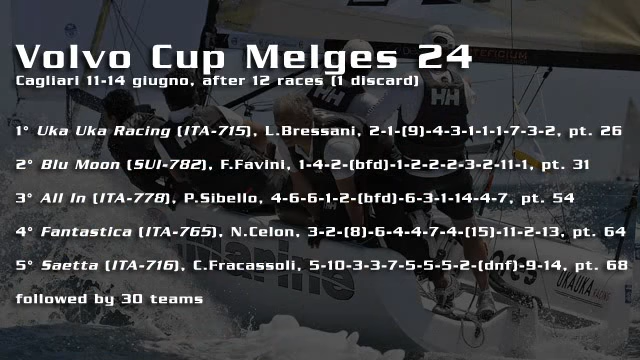 Volvo Cup Melges 24
Cagliari 11-14 giugno, after 12 races (1 discard)
1° Uka Uka Racing (ITA-715), L.Bressani, 2-1-(9)-4-3-1-1-1-7-3-2, pt. 26
2° Blu Moon (SUI-782), F.Favini, 1-4-2-(bfd)-1-2-2-2-3-2-11-1, pt. 31
3° All In (ITA-778), P.Sibello, 4-6-6-1-2-(bfd)-6-3-1-14-4-7, pt. 54
4° Fantastica (ITA-765), N.Celon, 3-2-(8)-6-4-4-7-4-(15)-11-2-13, pt. 64
5° Saetta (ITA-716), C.Fracassoli, 5-10-3-3-7-5-5-5-2-(dnf)-9-14, pt. 68
followed by 30 teams
HH
HH
UKAUKA